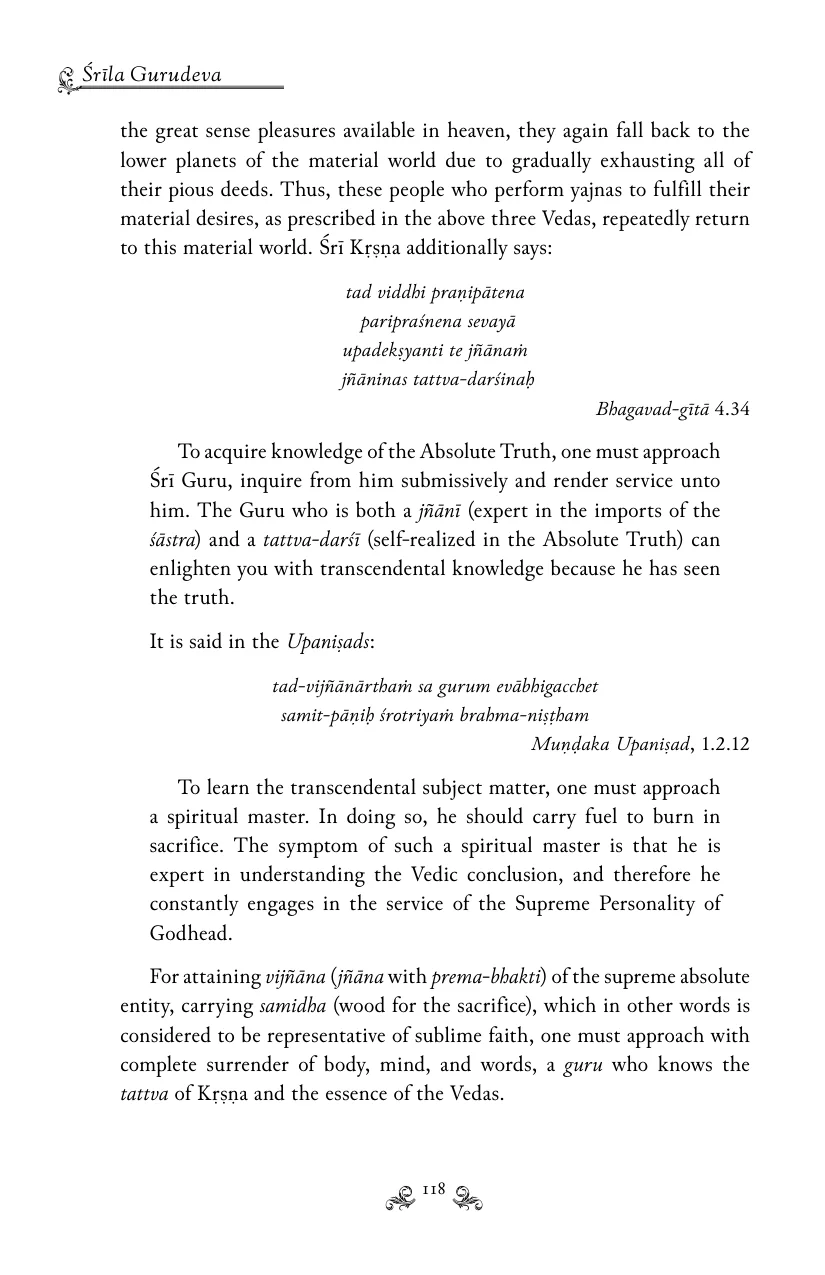 Śrīla Gurudeva
the great sense pleasures available in heaven, they again fall back to the
lower planets of the material world due to gradually exhausting all of
their pious deeds. Thus, these people who perform yajnas to fulfill their
material desires, as prescribed in the above three Vedas, repeatedly return
to this material world. Śrī Kṛṣṇa additionally says:
tad viddhi praṇipātena
paripraśnena sevayā
upadekṣyanti te jñānaṁ
jñāninas tattva-darśinaḥ
Bhagavad-gītā 4.34
To acquire knowledge of the Absolute Truth, one must approach
Śrī Guru, inquire from him submissively and render service unto
him. The Guru who is both a jñānī (expert in the imports of the
śāstra) and a tattva-darśī (self-realized in the Absolute Truth) can
enlighten you with transcendental knowledge because he has seen
the truth.
It is said in the Upaniṣads:
tad-vijñānārthaṁ sa gurum evābhigacchet
samit-pāṇiḥ śrotriyaṁ brahma-niṣṭham
Muṇḍaka Upaniṣad, 1.2.12
To learn the transcendental subject matter, one must approach
a spiritual master. In doing so, he should carry fuel to burn in
sacrifice. The symptom of such a spiritual master is that he is
expert in understanding the Vedic conclusion, and therefore he
constantly engages in the service of the Supreme Personality of
Godhead.
For attaining vijñāna (jñāna with prema-bhakti) of the supreme absolute
entity, carrying samidha (wood for the sacrifice), which in other words is
considered to be representative of sublime faith, one must approach with
complete surrender of body, mind, and words, a guru who knows the
tattva of Kṛṣṇa and the essence of the Vedas.
118